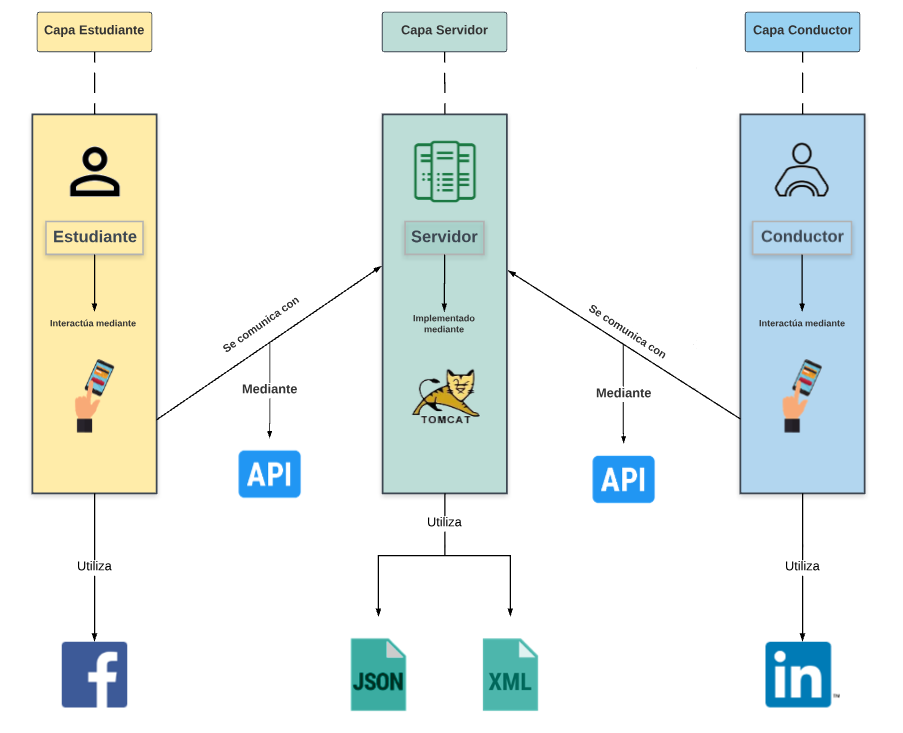 Capa Estudiante
Capa Servidor
Capa Conductor
Estudiante
Servidor
Conductor
Interactúa mediante
Implementado
mediante
Interactúa mediante
Se comunica con
Se comunica con
Mediante
Mediante
TOMCAT
API
API
Utiliza
Utiliza
Utiliza
f
JSON
XML
in
™